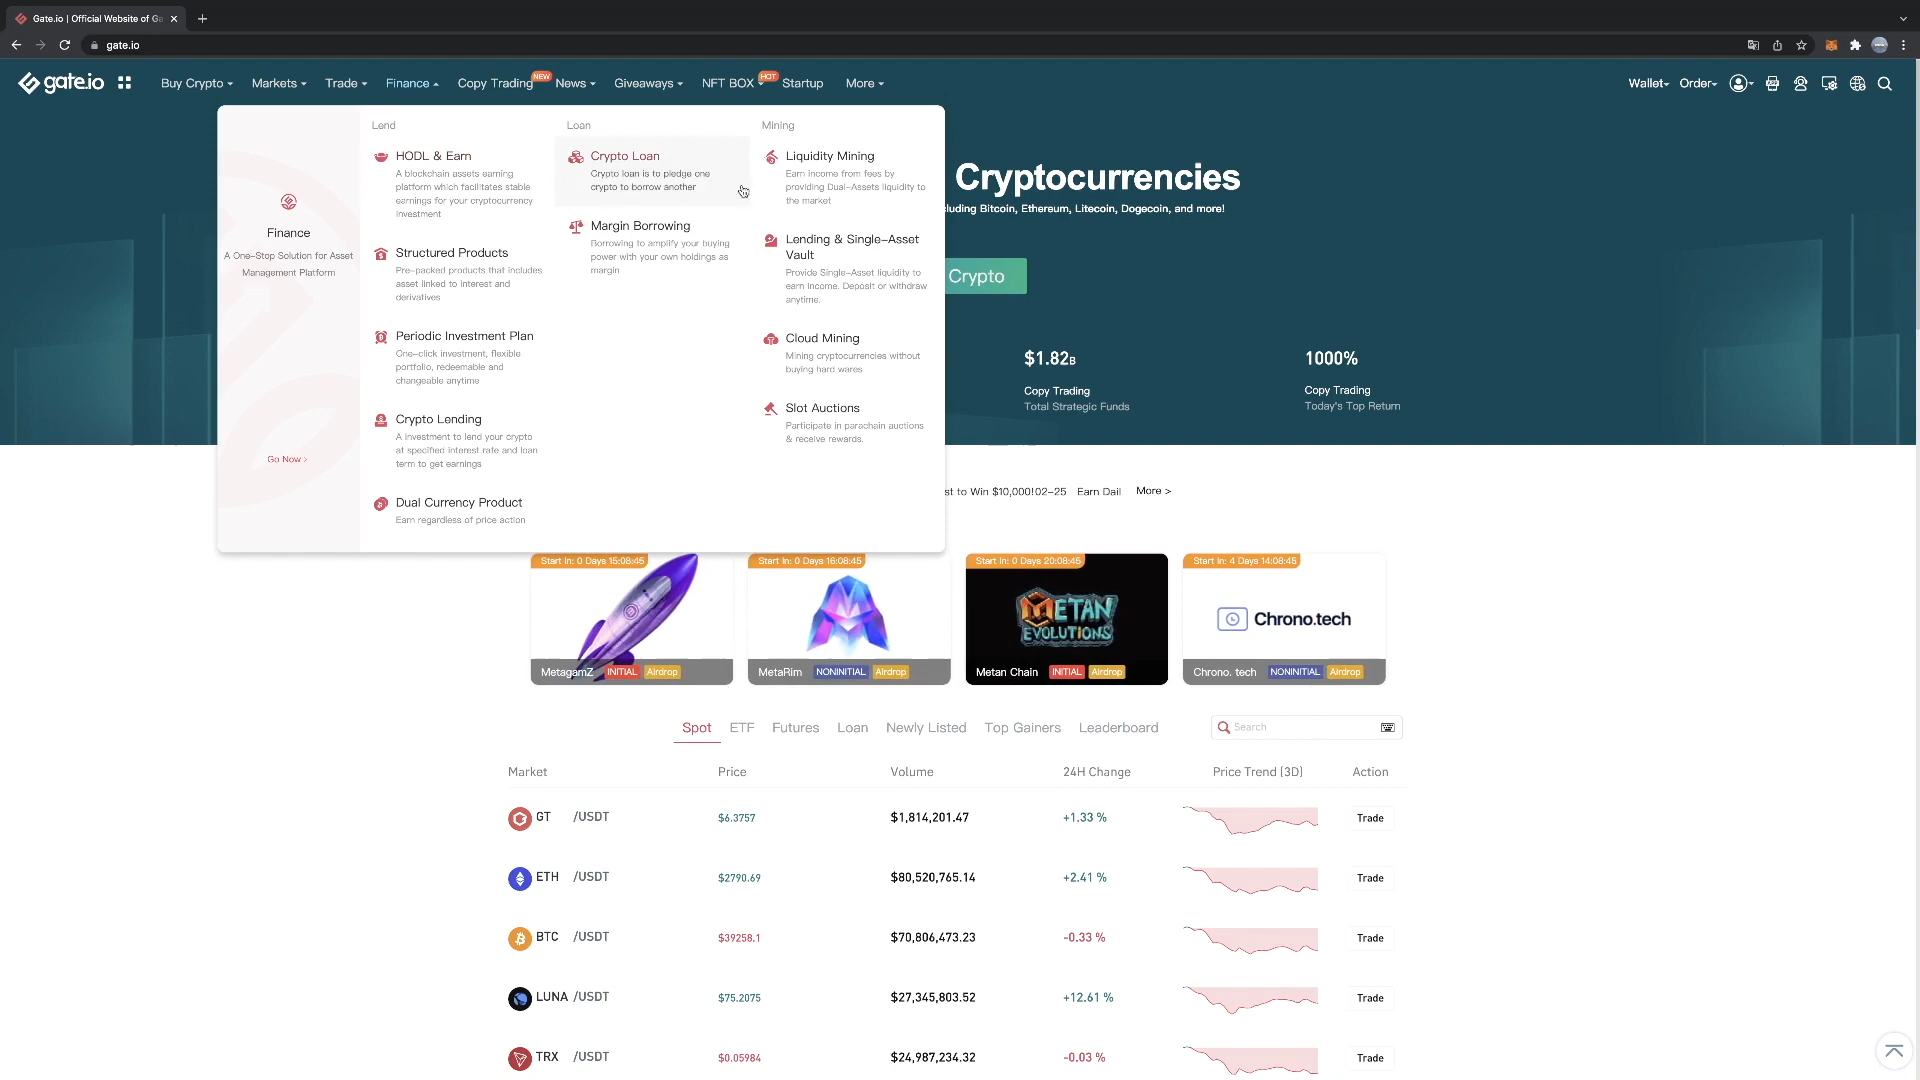 Gate.io | Official Website of Ga
gate.io
gate.io
Buy Crypto
Markets
Trade
Finance
Copy Trading
NEW
News
Giveaways
NFT BOX
HOT
Startup
More
Wallet
Order
Finance
A One-Stop Solution for Asset
Management Platform
Go Now >
Lend
HODL & Earn
A blockchain assets earning
platform which facilitates stable
earnings for your cryptocurrency
investment
Structured Products
Pre-packed products that includes
asset linked to interest and
derivatives
Periodic Investment Plan
One-click investment, flexible
portfolio, redeemable and
changeable anytime
Crypto Lending
A investment to lend your crypto
at specified interest rate and loan
term to get earnings
Dual Currency Product
Earn regardless of price action
Loan
Crypto Loan
Crypto loan is to pledge one
crypto to borrow another
Margin Borrowing
Borrowing to amplify your buying
power with your own holdings as
margin
Mining
Liquidity Mining
Earn income from fees by
providing Dual-Assets liquidity to
the market
Lending & Single-Asset
Vault
Provide Single-Asset liquidity to
earn income. Deposit or withdraw
anytime.
Cloud Mining
Mining cryptocurrencies without
buying hard wares
Slot Auctions
Participate in parachain auctions
& receive rewards.
Cryptocurrencies
cluding Bitcoin, Ethereum, Litecoin, Dogecoin, and more!
Crypto
$1.82B
Copy Trading
Total Strategic Funds
1000%
Copy Trading
Today's Top Return
st to Win $10,000!02-25
Earn Dail
More >
Start In: 0 Days 15:08:45
MetagamZ INITIAL Airdrop
Start In: 0 Days 16:08:45
MetaRim NONINITIAL Airdrop
Start In: 0 Days 20:08:45
METAN
EVOLUTIONS
Metan Chain INITIAL Airdrop
Start In: 4 Days 14:08:45
Chrono.tech
Chrono. tech NONINITIAL Airdrop
Spot ETF Futures Loan Newly Listed Top Gainers Leaderboard
Search
Market Price Volume 24H Change Price Trend (3D) Action
GT /USDT $6.3757 $1,814,201.47 +1.33 % Trade
ETH /USDT $2790.69 $80,520,765.14 +2.41 % Trade
BTC /USDT $39258.1 $70,806,473.23 -0.33 % Trade
LUNA /USDT $75.2075 $27,345,803.52 +12.61 % Trade
TRX /USDT $0.05984 $24,987,234.32 -0.03 % Trade